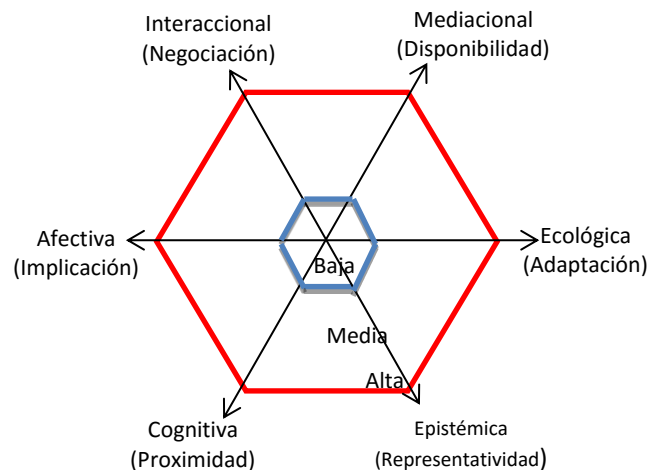 Interaccional
(Negociación)
Mediacional
(Disponibilidad)
Afectiva
(Implicación)
Ecológica
(Adaptación)
Baja
Media
Alta
Cognitiva
(Proximidad)
Epistémica
(Representatividad)